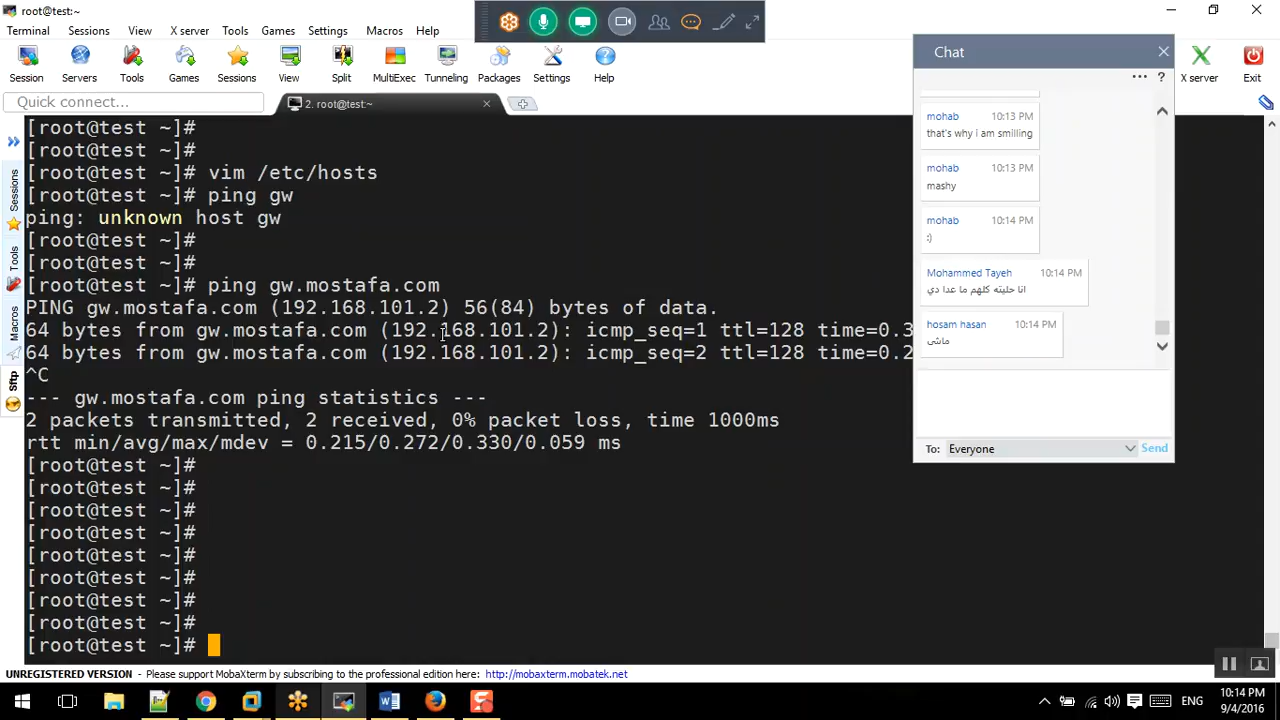 root@test:~
Terminal Sessions View X server Tools Games Settings Macros Help
Session Servers Tools Games Sessions View Split MultiExec Tunneling Packages Settings Help
X server Exit
Quick connect...
2. root@test:~
Sessions
Tools
Macros
Sftp
[root@test ~]#
[root@test ~]#
[root@test ~]# vim /etc/hosts
[root@test ~]# ping gw
ping: unknown host gw
[root@test ~]#
[root@test ~]#
[root@test ~]# ping gw.mostafa.com
PING gw.mostafa.com (192.168.101.2) 56(84) bytes of data.
64 bytes from gw.mostafa.com (192.168.101.2): icmp_seq=1 ttl=128 time=0.3
64 bytes from gw.mostafa.com (192.168.101.2): icmp_seq=2 ttl=128 time=0.2
^C
--- gw.mostafa.com ping statistics ---
2 packets transmitted, 2 received, 0% packet loss, time 1000ms
rtt min/avg/max/mdev = 0.215/0.272/0.330/0.059 ms
[root@test ~]#
[root@test ~]#
[root@test ~]#
[root@test ~]#
[root@test ~]#
[root@test ~]#
[root@test ~]#
[root@test ~]#
[root@test ~]#
Chat
mohab 10:13 PM
that's why i am smilling
mohab 10:13 PM
mashy
mohab 10:14 PM
:)
Mohammed Tayeh 10:14 PM
انا حليته كلهم ما عدا دي
hosam hasan 10:14 PM
ماشى
To: Everyone Send
UNREGISTERED VERSION - Please support MobaXterm by subscribing to the professional edition here: http://mobaxterm.mobatek.net
ENG
10:14 PM
9/4/2016